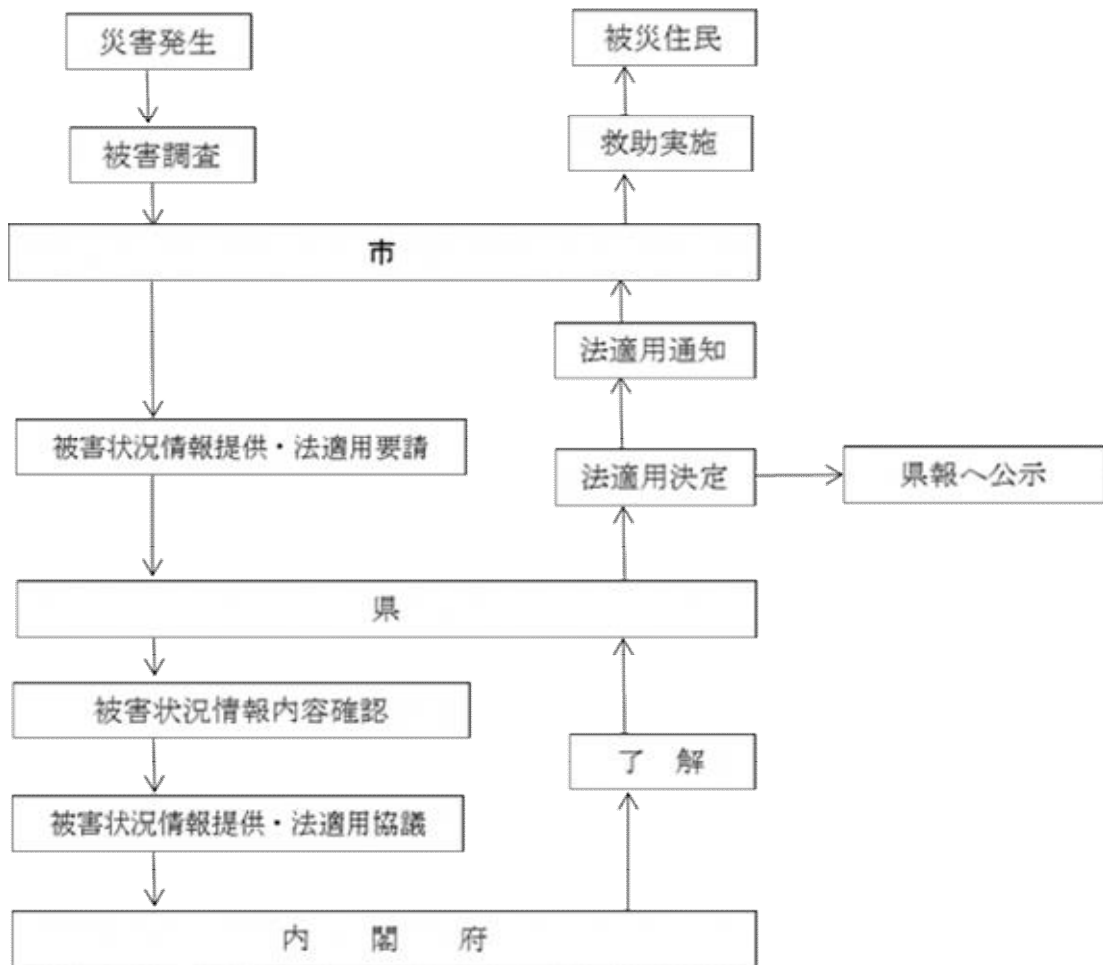 災害発生
被害調査
市
被害状況情報提供・法適用要請
県
被害状況情報内容確認
被害状況情報提供・法適用協議
内閣府
了解
法適用決定
県報へ公示
法適用通知
救助実施
被災住民